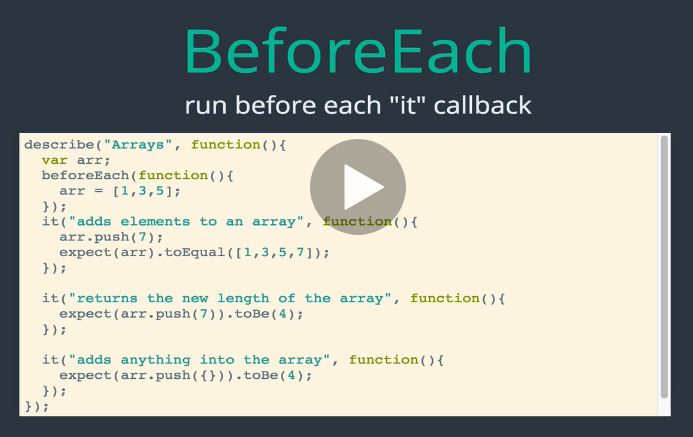 BeforeEach
run before each "it" callback
describe("Arrays", function(){
  var arr;
  beforeEach(function(){
    arr = [1,3,5];
  });
  it("adds elements to an array", function(){
    arr.push(7);
    expect(arr).toEqual([1,3,5,7]);
  });

  it("returns the new length of the array", function(){
    expect(arr.push(7)).toBe(4);
  });

  it("adds anything into the array", function(){
    expect(arr.push({})).toBe(4);
  });
});